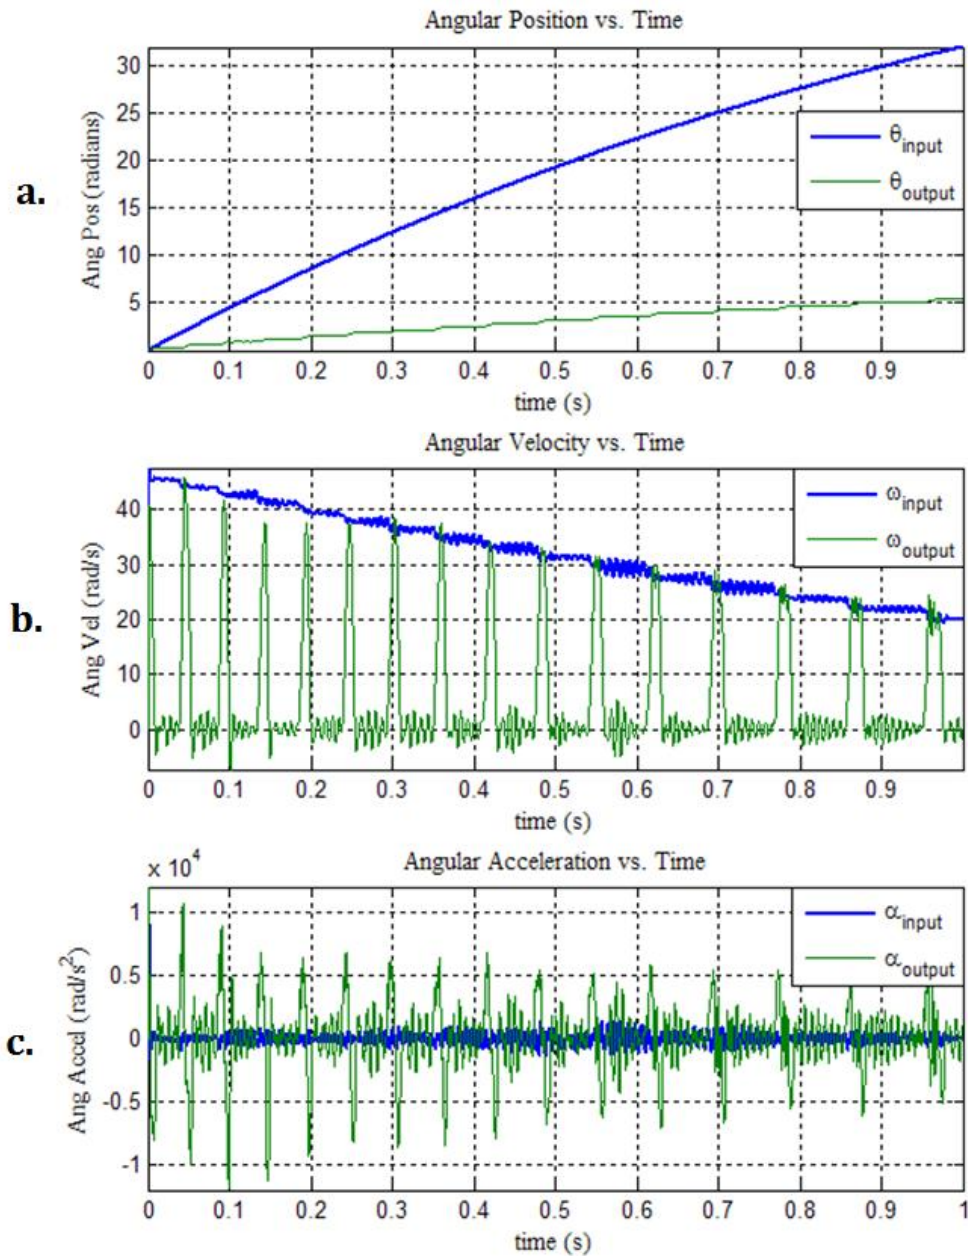 Angular Position vs. Time
a.
Ang Pos (radians)
30
25
20
15
10
5
θinput
θoutput
0 0.1 0.2 0.3 0.4 0.5 0.6 0.7 0.8 0.9
time (s)
Angular Velocity vs. Time
b.
Ang Vel (rad/s)
40
30
20
10
0
ωinput
ωoutput
0 0.1 0.2 0.3 0.4 0.5 0.6 0.7 0.8 0.9
time (s)
Angular Acceleration vs. Time
x 10^4
c.
Ang Accel (rad/s²)
1
0.5
0
-0.5
-1
αinput
αoutput
0 0.1 0.2 0.3 0.4 0.5 0.6 0.7 0.8 0.9 1
time (s)